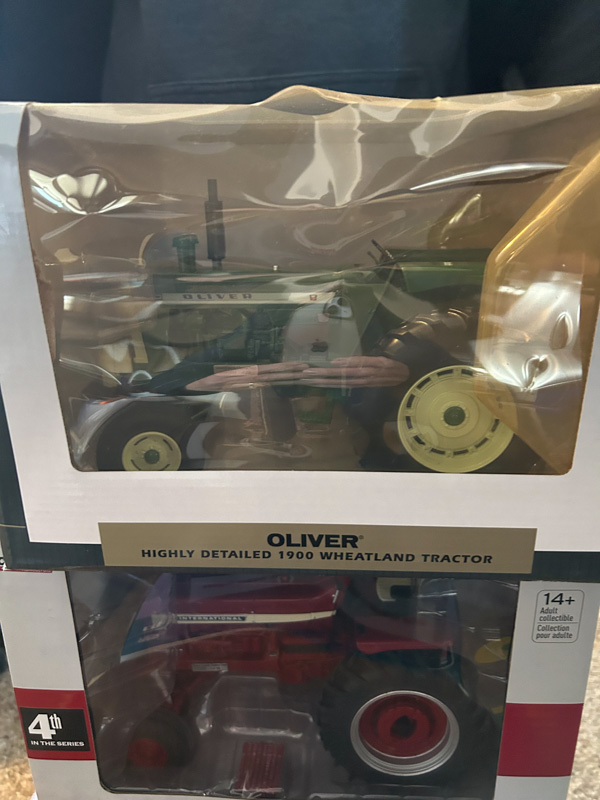 OLIVER
OLIVER®
HIGHLY DETAILED 1900 WHEATLAND TRACTOR
INTERNATIONAL
14+
Adult
collectible
Collection
pour adulte
4th
IN THE SERIES